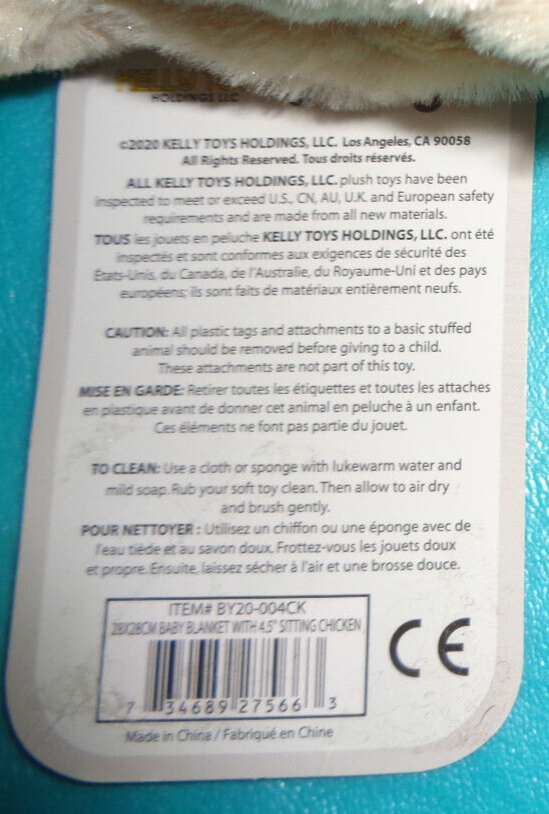 HOLDINGS LLC
©2020 KELLY TOYS HOLDINGS, LLC. Los Angeles, CA 90058
All Rights Reserved. Tous droits réservés.
ALL KELLY TOYS HOLDINGS, LLC. plush toys have been
inspected to meet or exceed U.S., CN, AU, U.K. and European safety
requirements and are made from all new materials.
TOUS les jouets en peluche KELLY TOYS HOLDINGS, LLC. ont été
inspectés et sont conformes aux exigences de sécurité des
États-Unis, du Canada, de l'Australie, du Royaume-Uni et des pays
européens; ils sont faits de matériaux entièrement neufs.
CAUTION: All plastic tags and attachments to a basic stuffed
animal should be removed before giving to a child.
These attachments are not part of this toy.
MISE EN GARDE: Retirer toutes les étiquettes et toutes les attaches
en plastique avant de donner cet animal en peluche à un enfant.
Ces éléments ne font pas partie du jouet.
TO CLEAN: Use a cloth or sponge with lukewarm water and
mild soap. Rub your soft toy clean. Then allow to air dry
and brush gently.
POUR NETTOYER : Utilisez un chiffon ou une éponge avec de
l'eau tiède et au savon doux. Frottez-vous les jouets doux
et propre. Ensuite, laissez sécher à l'air et une brosse douce.
ITEM# BY20-004CK
28X28CM BABY BLANKET WITH 4.5" SITTING CHICKEN
7 34689 27566 3
CE
Made in China / Fabriqué en Chine